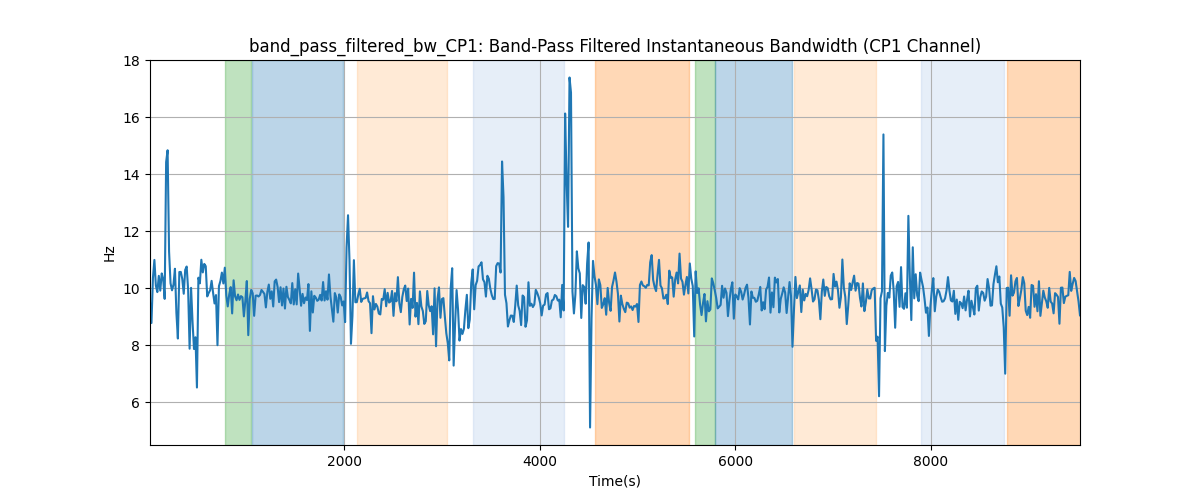 band_pass_filtered_bw_CP1: Band-Pass Filtered Instantaneous Bandwidth (CP1 Channel)
18
16
14
12
10
8
6
Hz
2000 4000 6000 8000
Time(s)